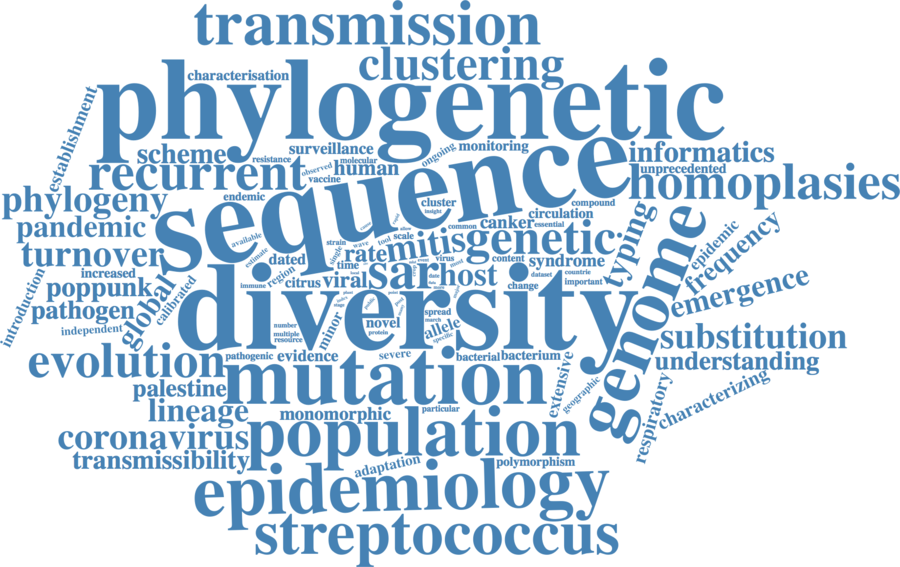 transmission
clustering
characterisation
phylogenetic
establishment
scheme
surveillance
ongoing
monitoring
informatics
resistance
observed
molecular
human
vaccine
unprecedented
recurrent
sequence
homoplasies
phylogeny
endemic
cluster
insight
compound
circulation
pandemic
common
canker
essential
typing
genome
epidemic
frequency
available
strain
wave
tool
scale
mitis
genetic
turnover
estimate
single
rate
dated
time
virus
content
syndrome
increased
region
citrus
viral
sar
host
dataset
countrie
change
important
introduction
poppunk
global
calibrated
immune
emergence
pathogen
diversity
independent
number
multiple
resource
minor
novel
protein
spread
march
allele
specific
substitution
evolution
pathogenic
evidence
severe
bacterial
bacterium
extensive
understanding
mutation
geographic
respiratory
characterizing
palestine
lineage
monomorphic
particular
coronavirus
population
transmissibility
adaptation
polymorphism
epidemiology
streptococcus